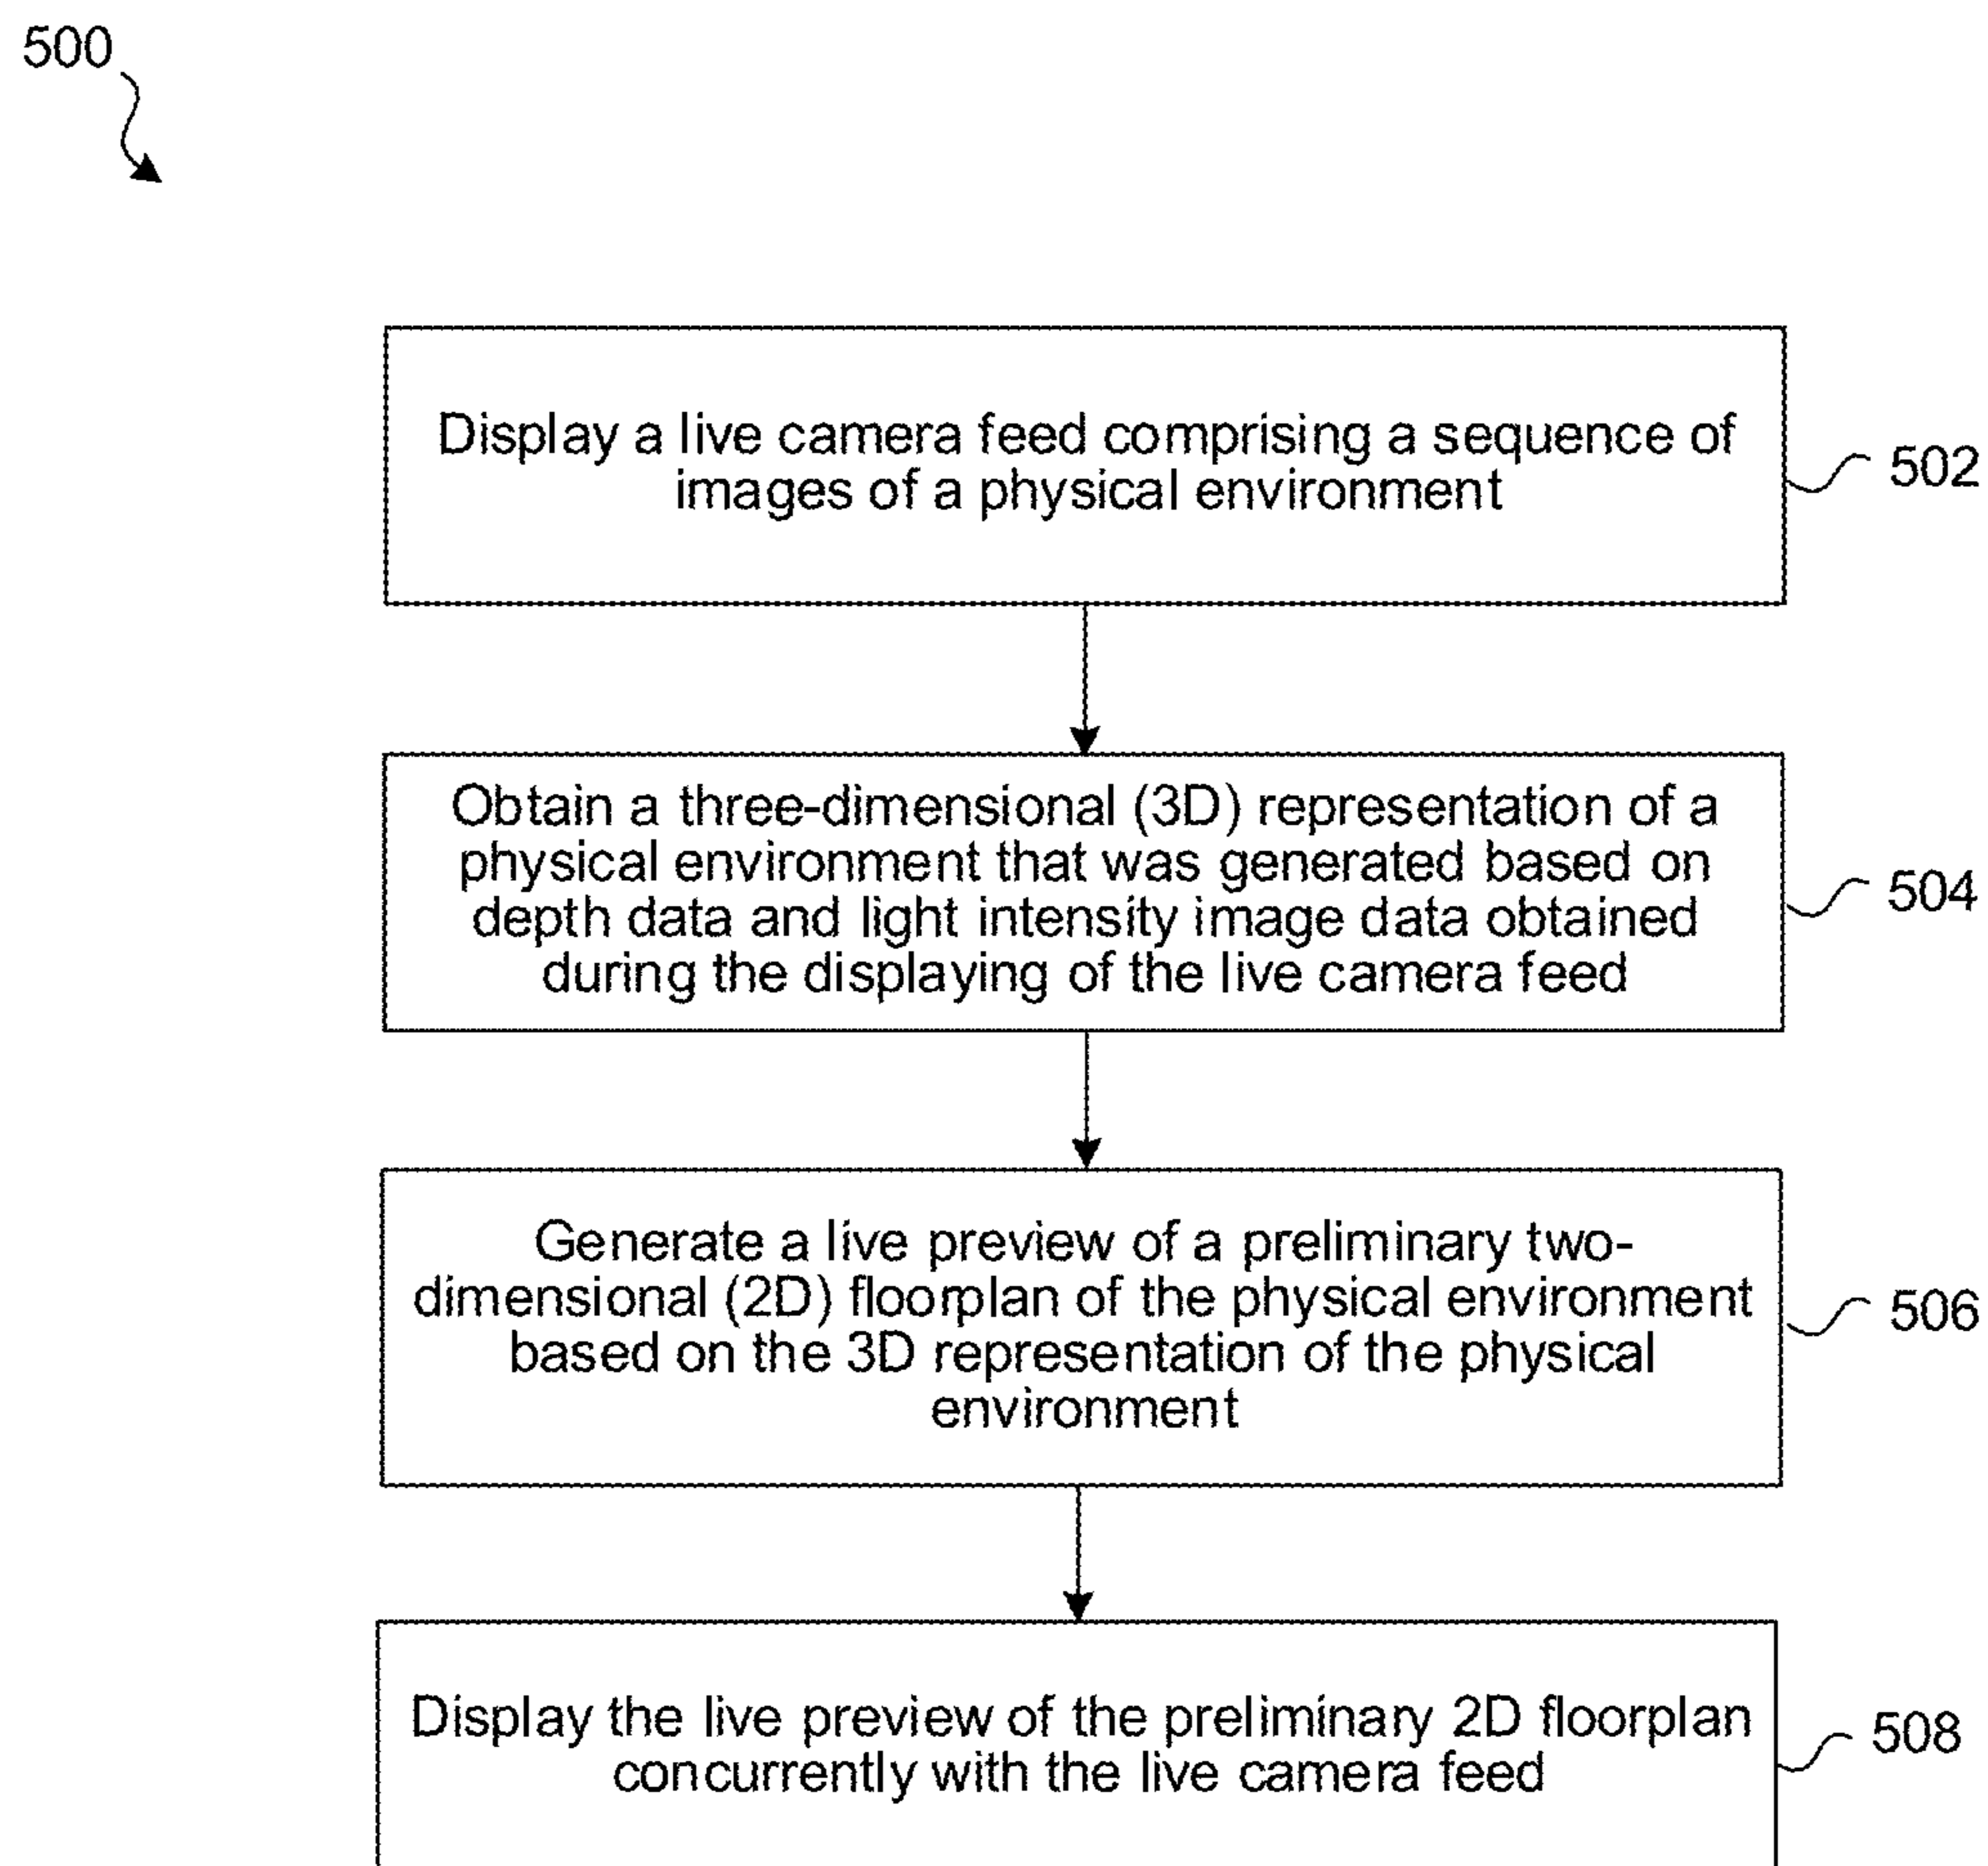 500
Display a live camera feed comprising a sequence of
images of a physical environment
502
Obtain a three-dimensional (3D) representation of a
physical environment that was generated based on
depth data and light intensity image data obtained
during the displaying of the live camera feed
504
Generate a live preview of a preliminary two-
dimensional (2D) floorplan of the physical environment
based on the 3D representation of the physical
environment
506
Display the live preview of the preliminary 2D floorplan
concurrently with the live camera feed
508